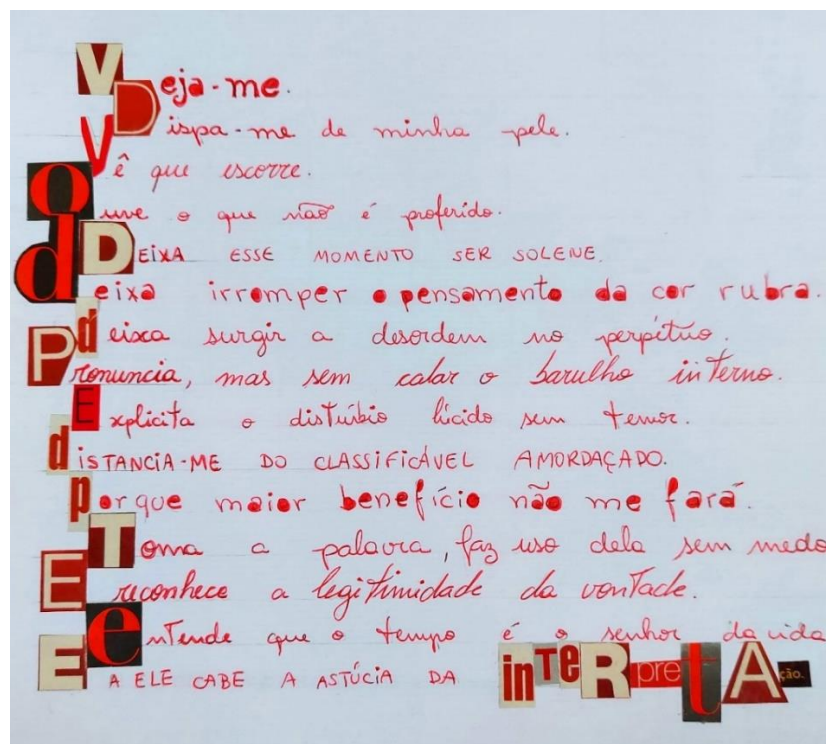 Veja-me.
Dispa-me de minha pele.
Vê que escorre.
Ouve o que não é proferido.
DEIXA ESSE MOMENTO SER SOLENE.
deixa irromper o pensamento da cor rubra.
deixa surgir a desordem no perpétuo.
Pronuncia, mas sem calar o barulho interno.
Explicita o distúrbio lúcido sem temor.
dISTANCIA-ME DO CLASSIFICÁVEL AMORDAÇADO.
porque maior benefício não me fará.
Toma a palavra, faz uso dela sem medo
E reconhece a legitimidade da vontade.
entende que o tempo é o senhor da vida
E A ELE CABE A ASTÚCIA DA inTeRpretAção.